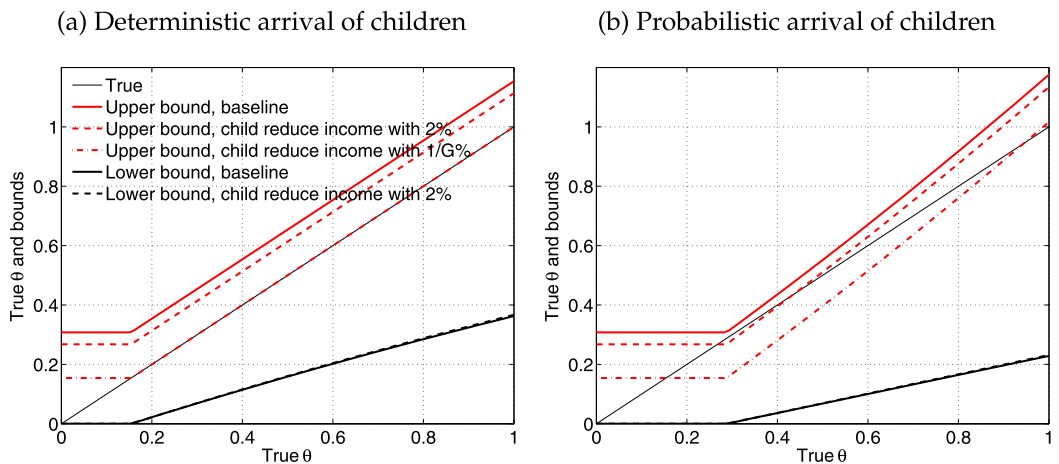 (a) Deterministic arrival of children
True
Upper bound, baseline
Upper bound, child reduce income with 2%
Upper bound, child reduce income with 1/G%
Lower bound, baseline
Lower bound, child reduce income with 2%
True θ and bounds
1
0.8
0.6
0.4
0.2
0
0 0.2 0.4 0.6 0.8 1
True θ
(b) Probabilistic arrival of children
True θ and bounds
1
0.8
0.6
0.4
0.2
0
0 0.2 0.4 0.6 0.8 1
True θ